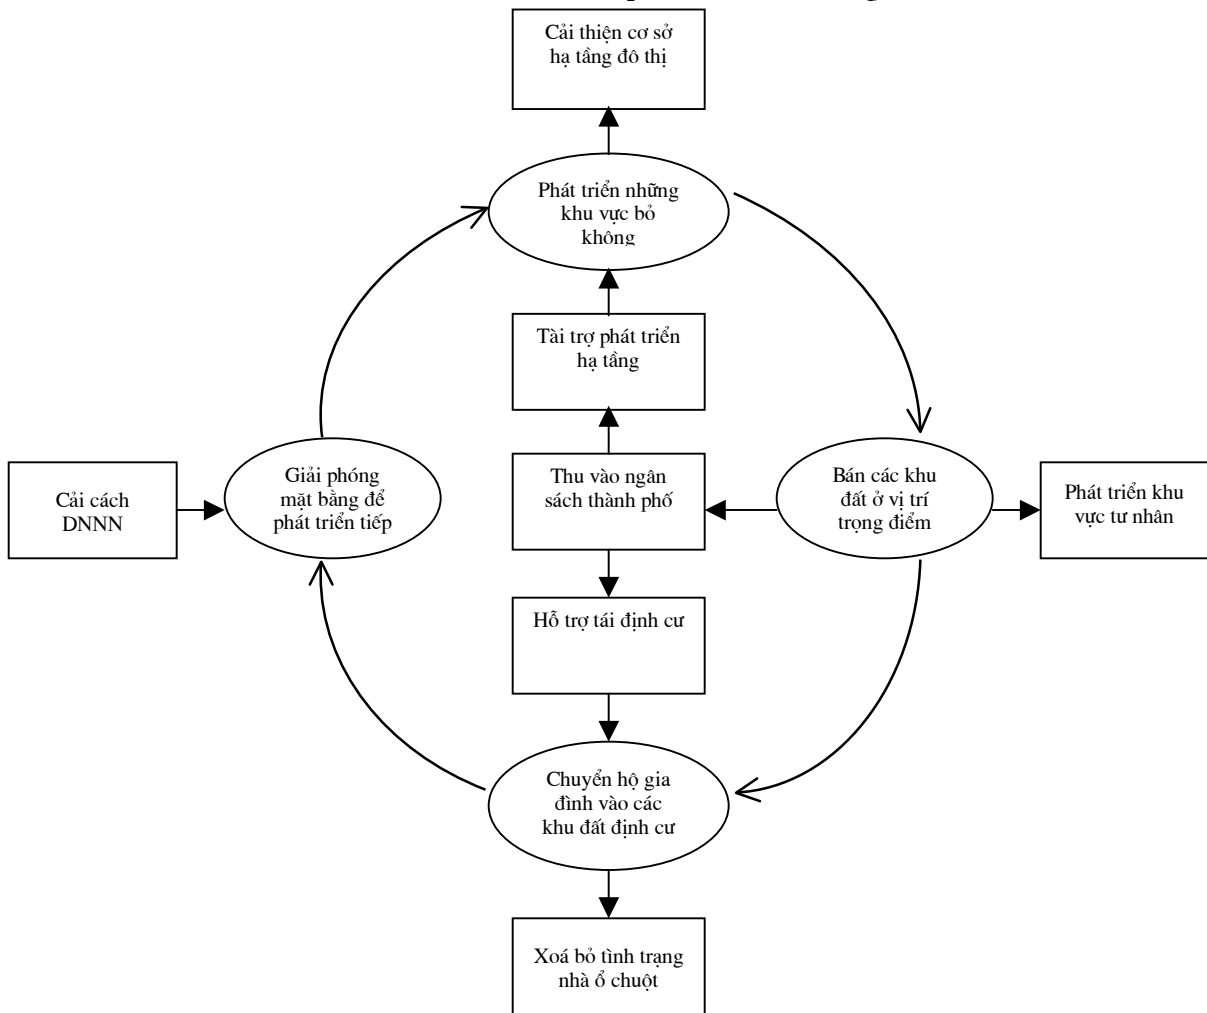 Cải thiện cơ sở
hạ tầng đô thị
Phát triển những
khu vực bỏ
không
Tài trợ phát triển
hạ tầng
Cải cách
DNNN
Giải phóng
mặt bằng để
phát triển tiếp
Thu vào ngân
sách thành phố
Bán các khu
đất ở vị trí
trọng điểm
Phát triển khu
vực tư nhân
Hỗ trợ tái định cư
Chuyển hộ gia
đình vào các
khu đất định cư
Xoá bỏ tình trạng
nhà ổ chuột